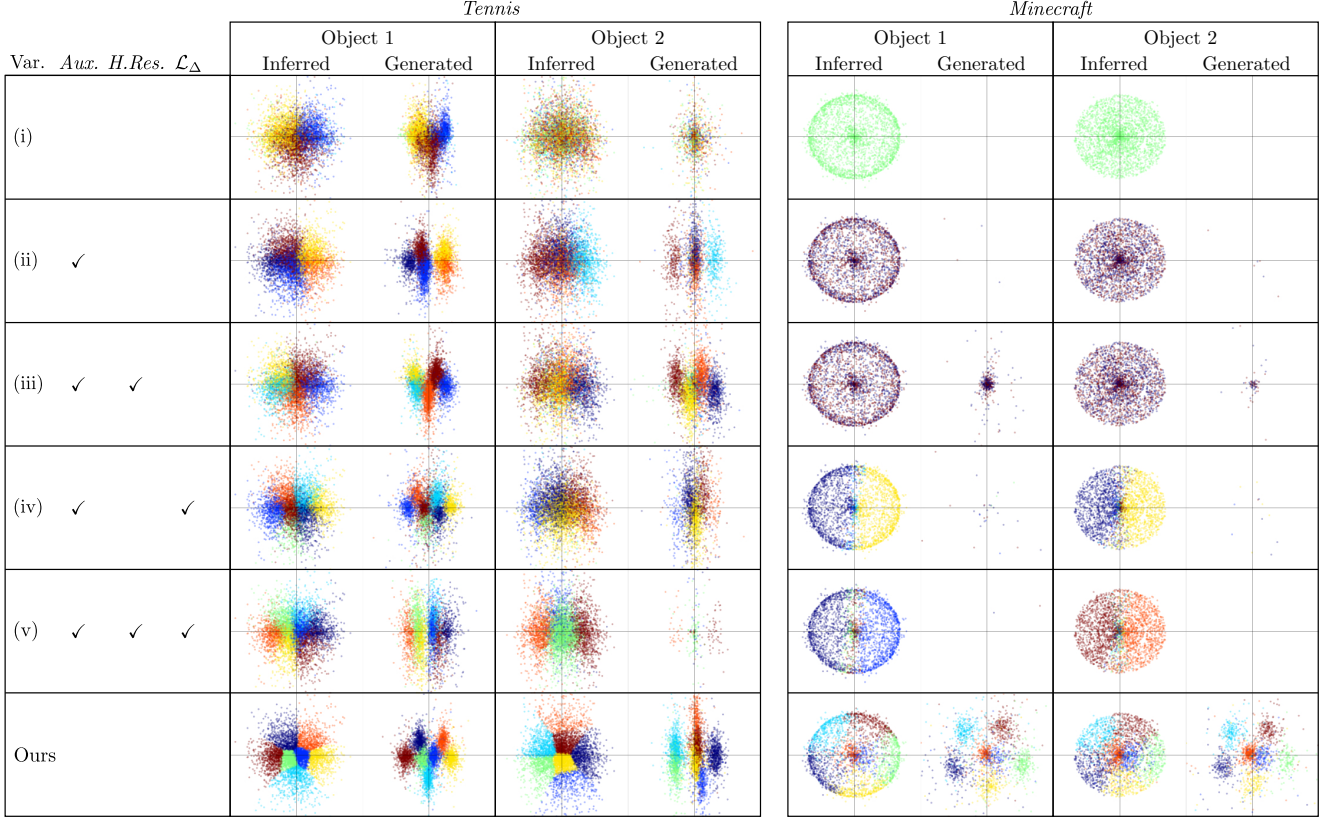 Tennis Minecraft
Object 1 Object 2 Object 1 Object 2
Var. Aux. H.Res. ℒΔ Inferred Generated Inferred Generated Inferred Generated Inferred Generated
(i)
(ii) ✓
(iii) ✓ ✓
(iv) ✓ ✓
(v) ✓ ✓ ✓
Ours